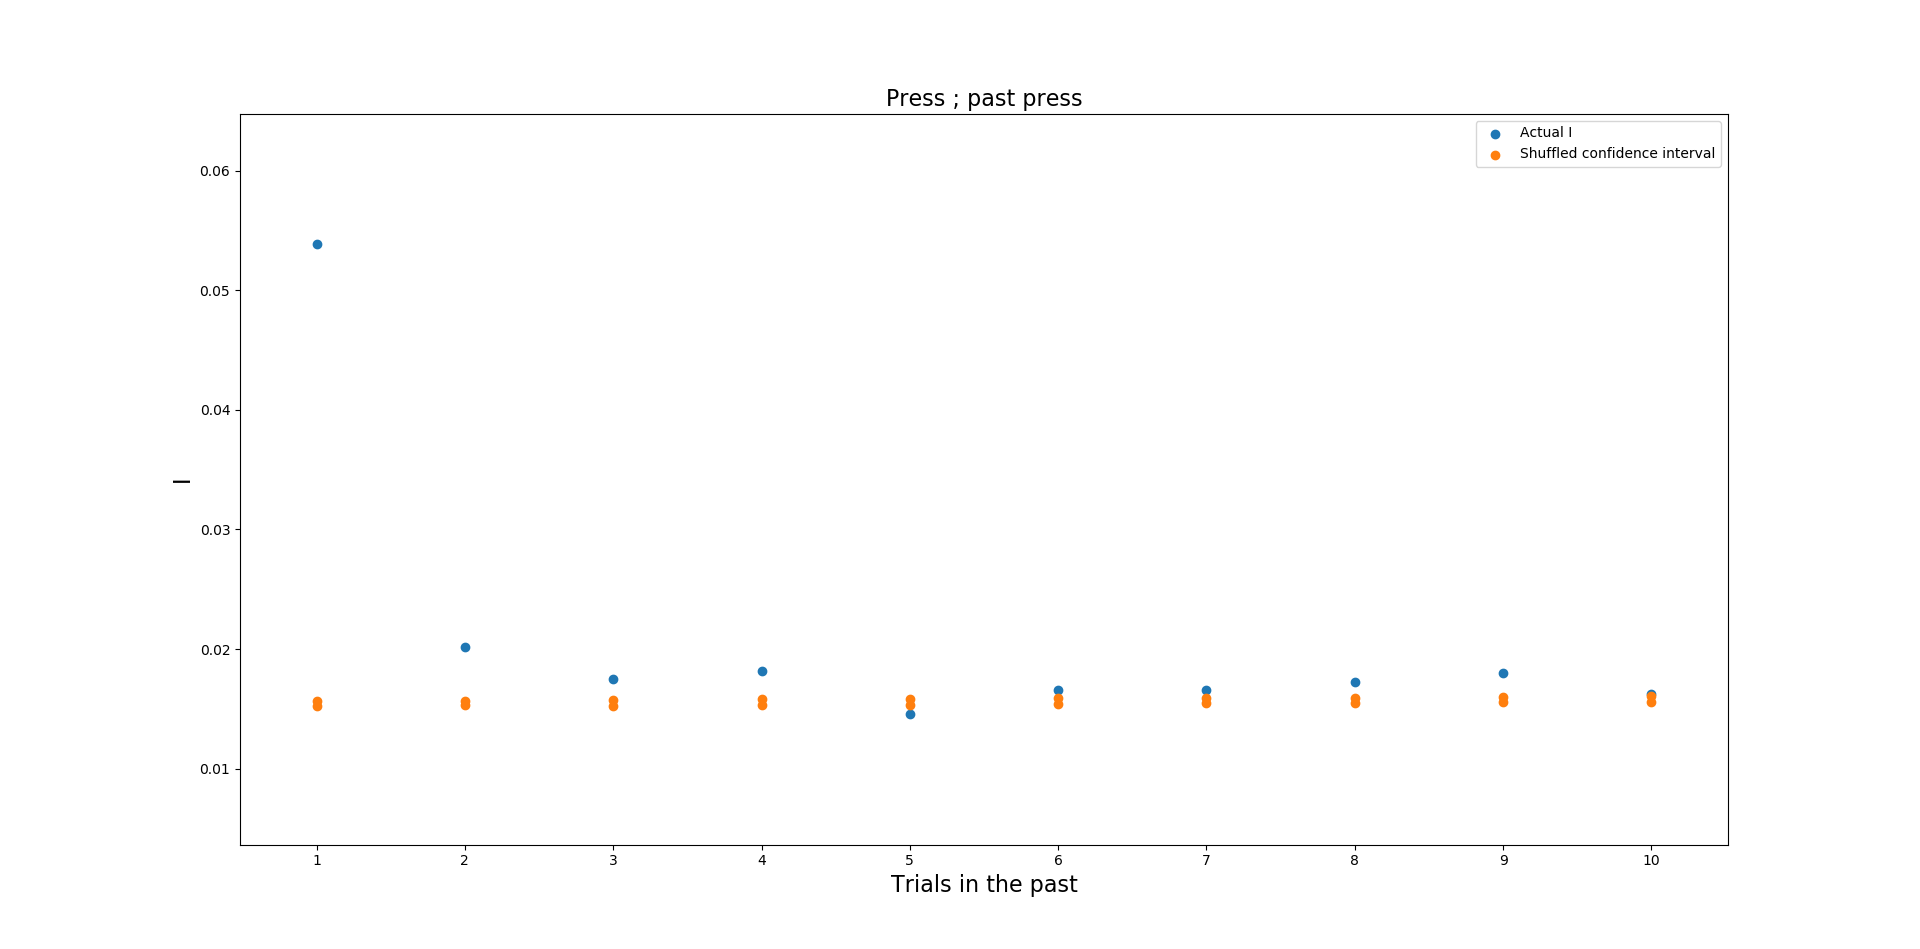 Press ; past press
Actual I
Shuffled confidence interval
0.06
0.05
0.04
0.03
0.02
0.01
I
1 2 3 4 5 6 7 8 9 10
Trials in the past